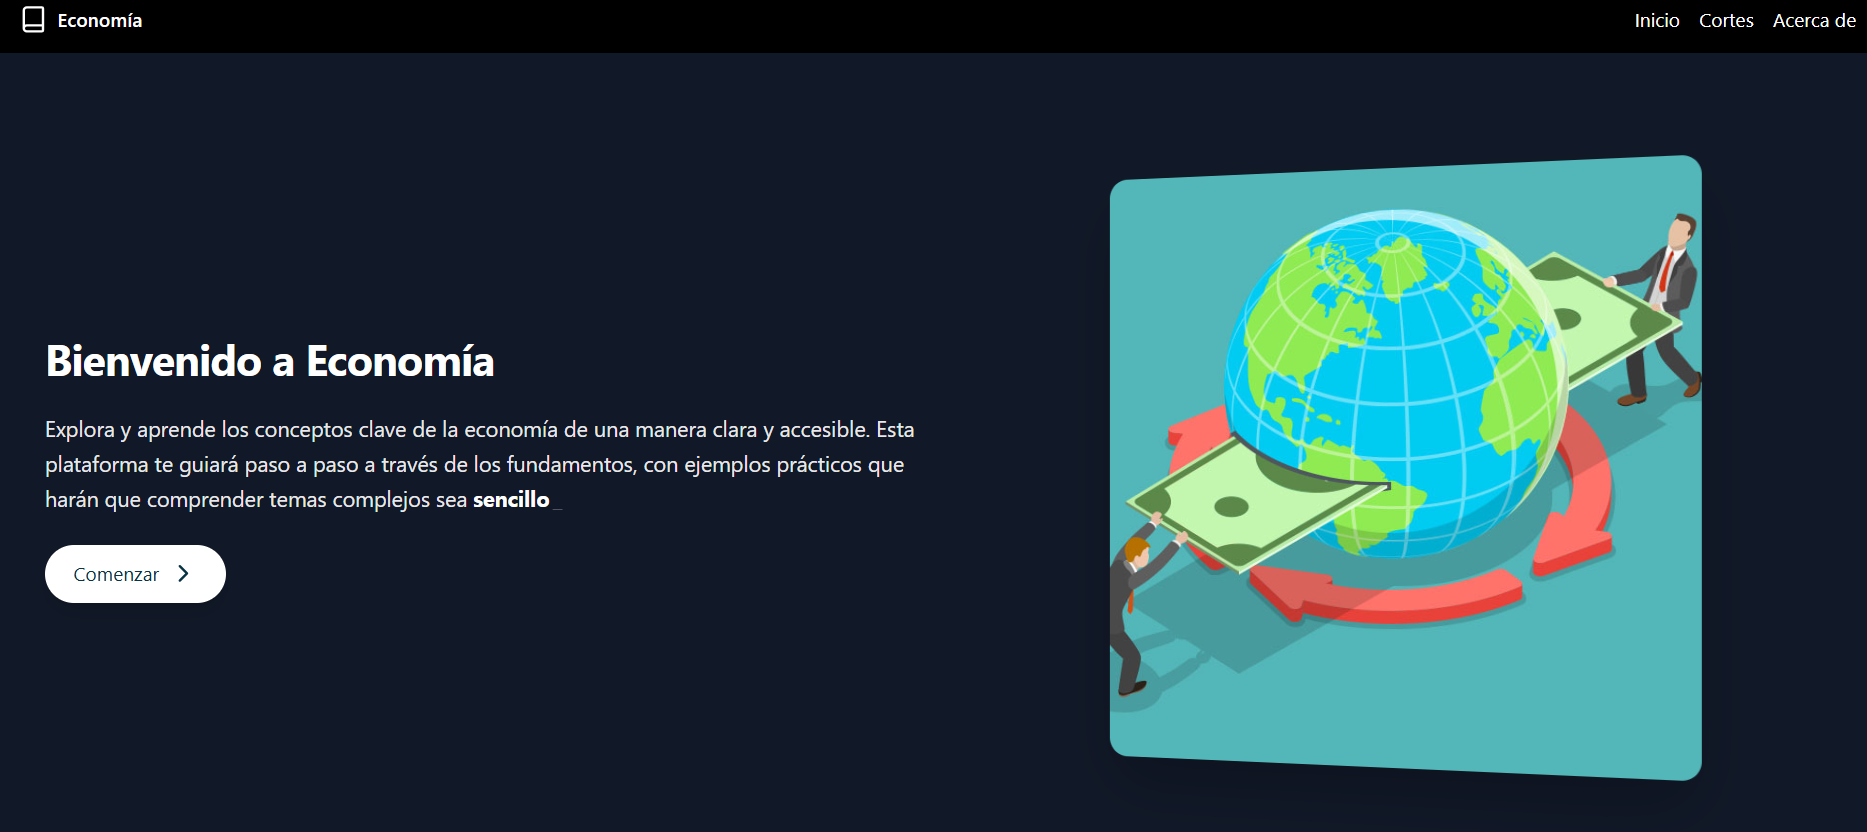 Economía
Inicio Cortes Acerca de
Bienvenido a Economía
Explora y aprende los conceptos clave de la economía de una manera clara y accesible. Esta
plataforma te guiará paso a paso a través de los fundamentos, con ejemplos prácticos que
harán que comprender temas complejos sea sencillo _
Comenzar